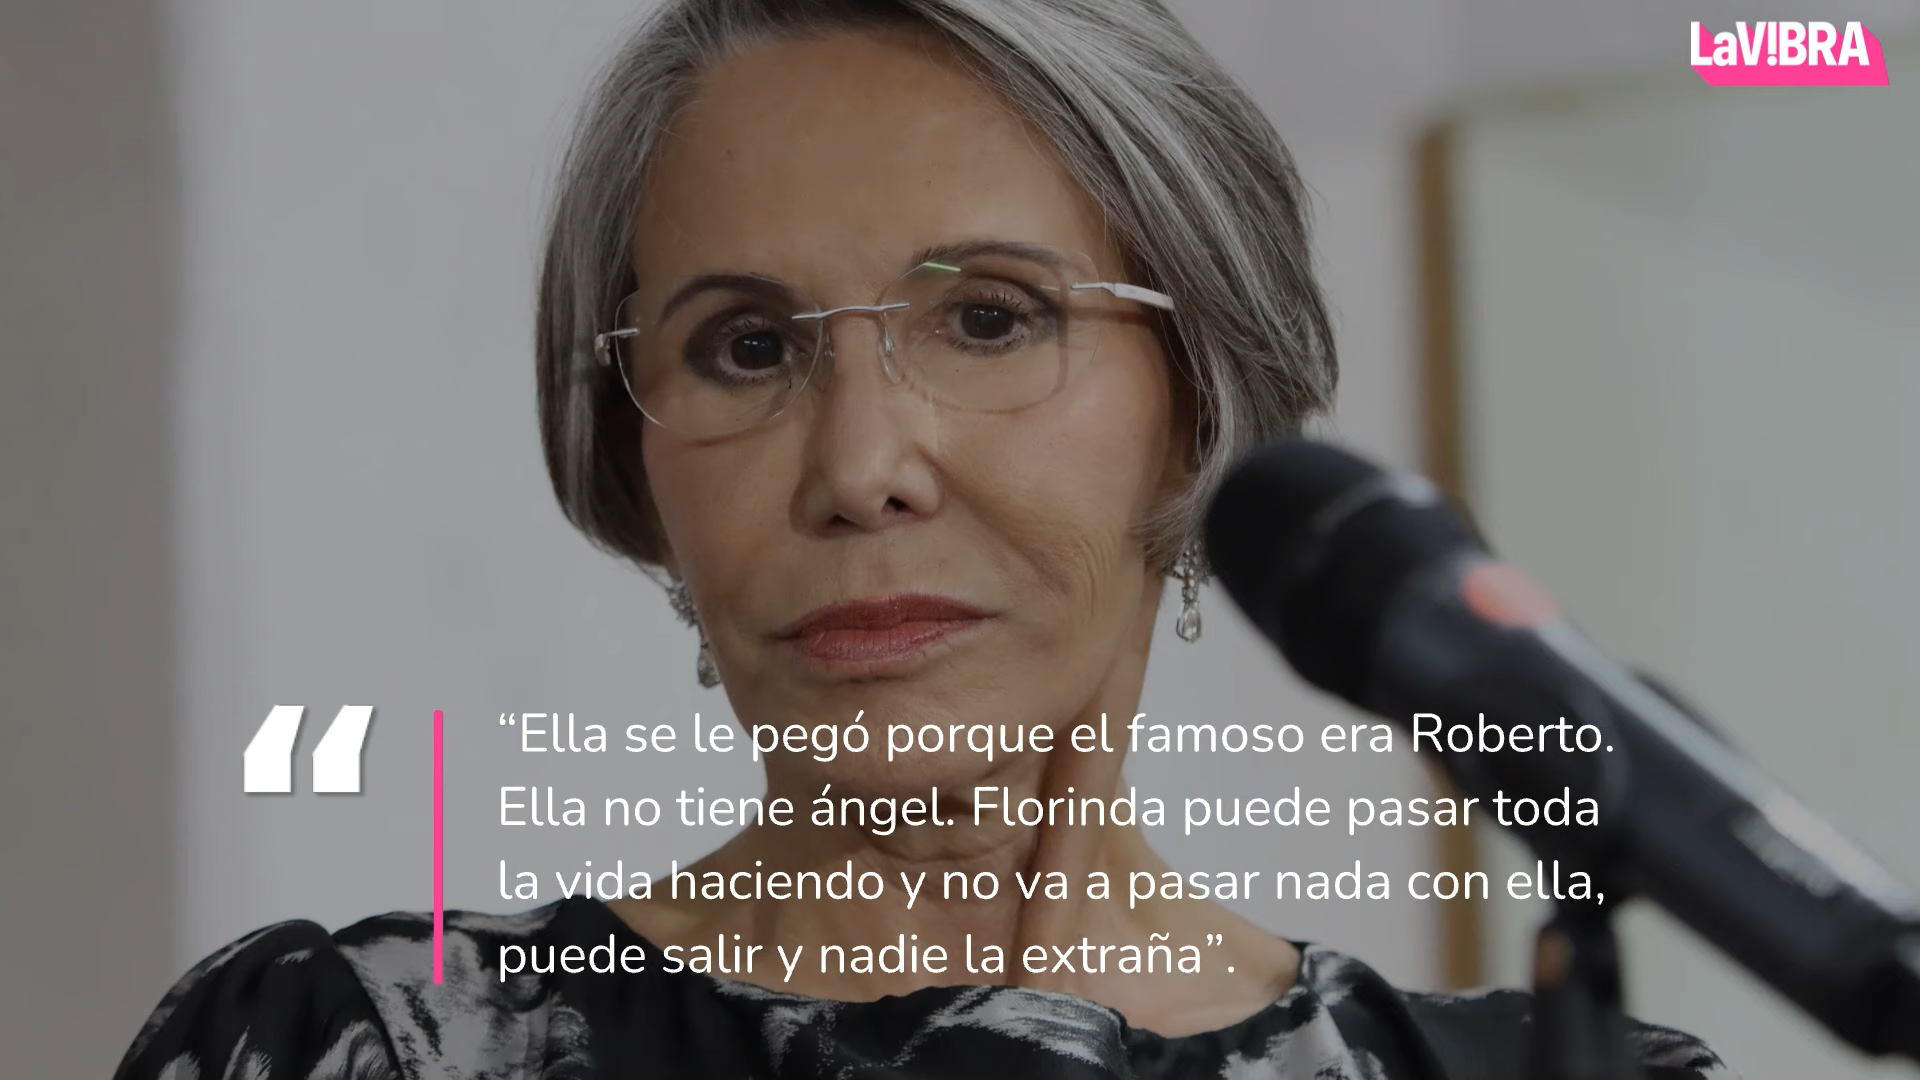 LaV!BRA
“Ella se le pegó porque el famoso era Roberto.
Ella no tiene ángel. Florinda puede pasar toda
la vida haciendo y no va a pasar nada con ella,
puede salir y nadie la extraña”.